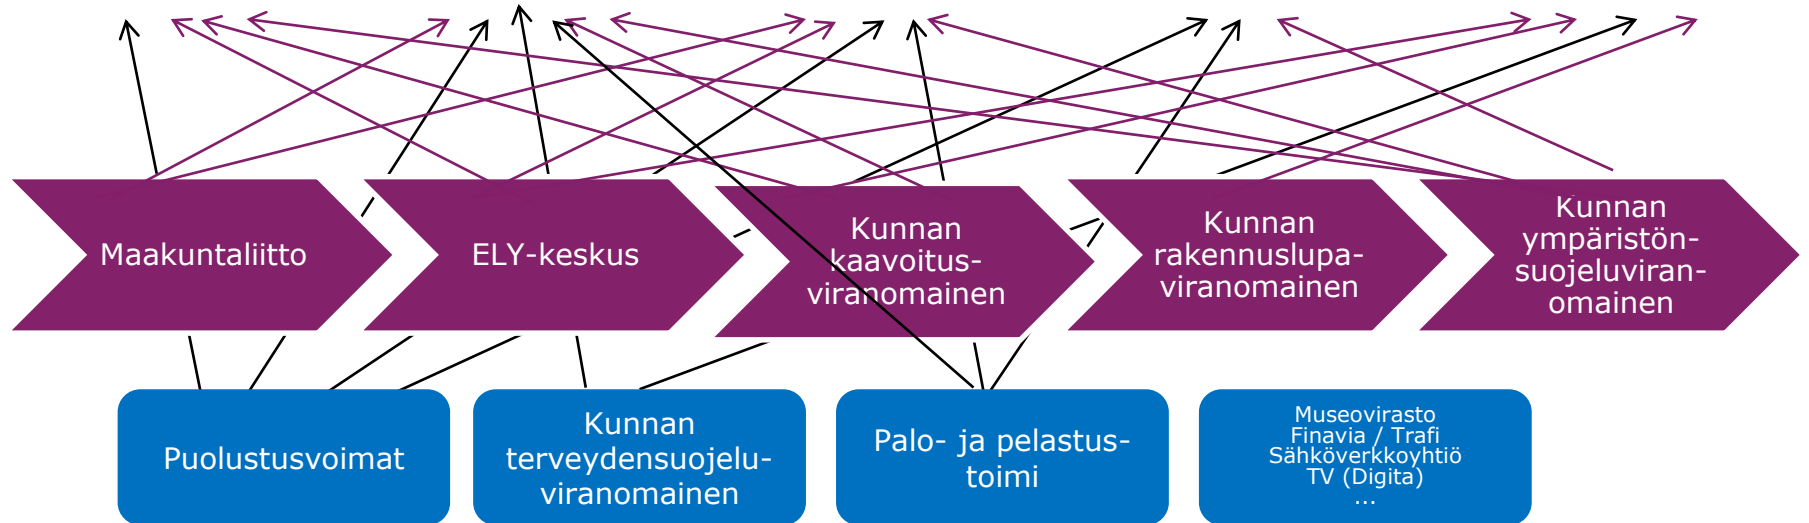 Maakuntaliitto
ELY-keskus
Kunnan
kaavoitus-
viranomainen
Kunnan
rakennuslupa-
viranomainen
Kunnan
ympäristön-
suojeluviran-
omainen
Puolustusvoimat
Kunnan
terveydensuojelu-
viranomainen
Palo- ja pelastus-
toimi
Museovirasto
Finavia / Trafi
Sähköverkkoyhtiö
TV (Digita)
...